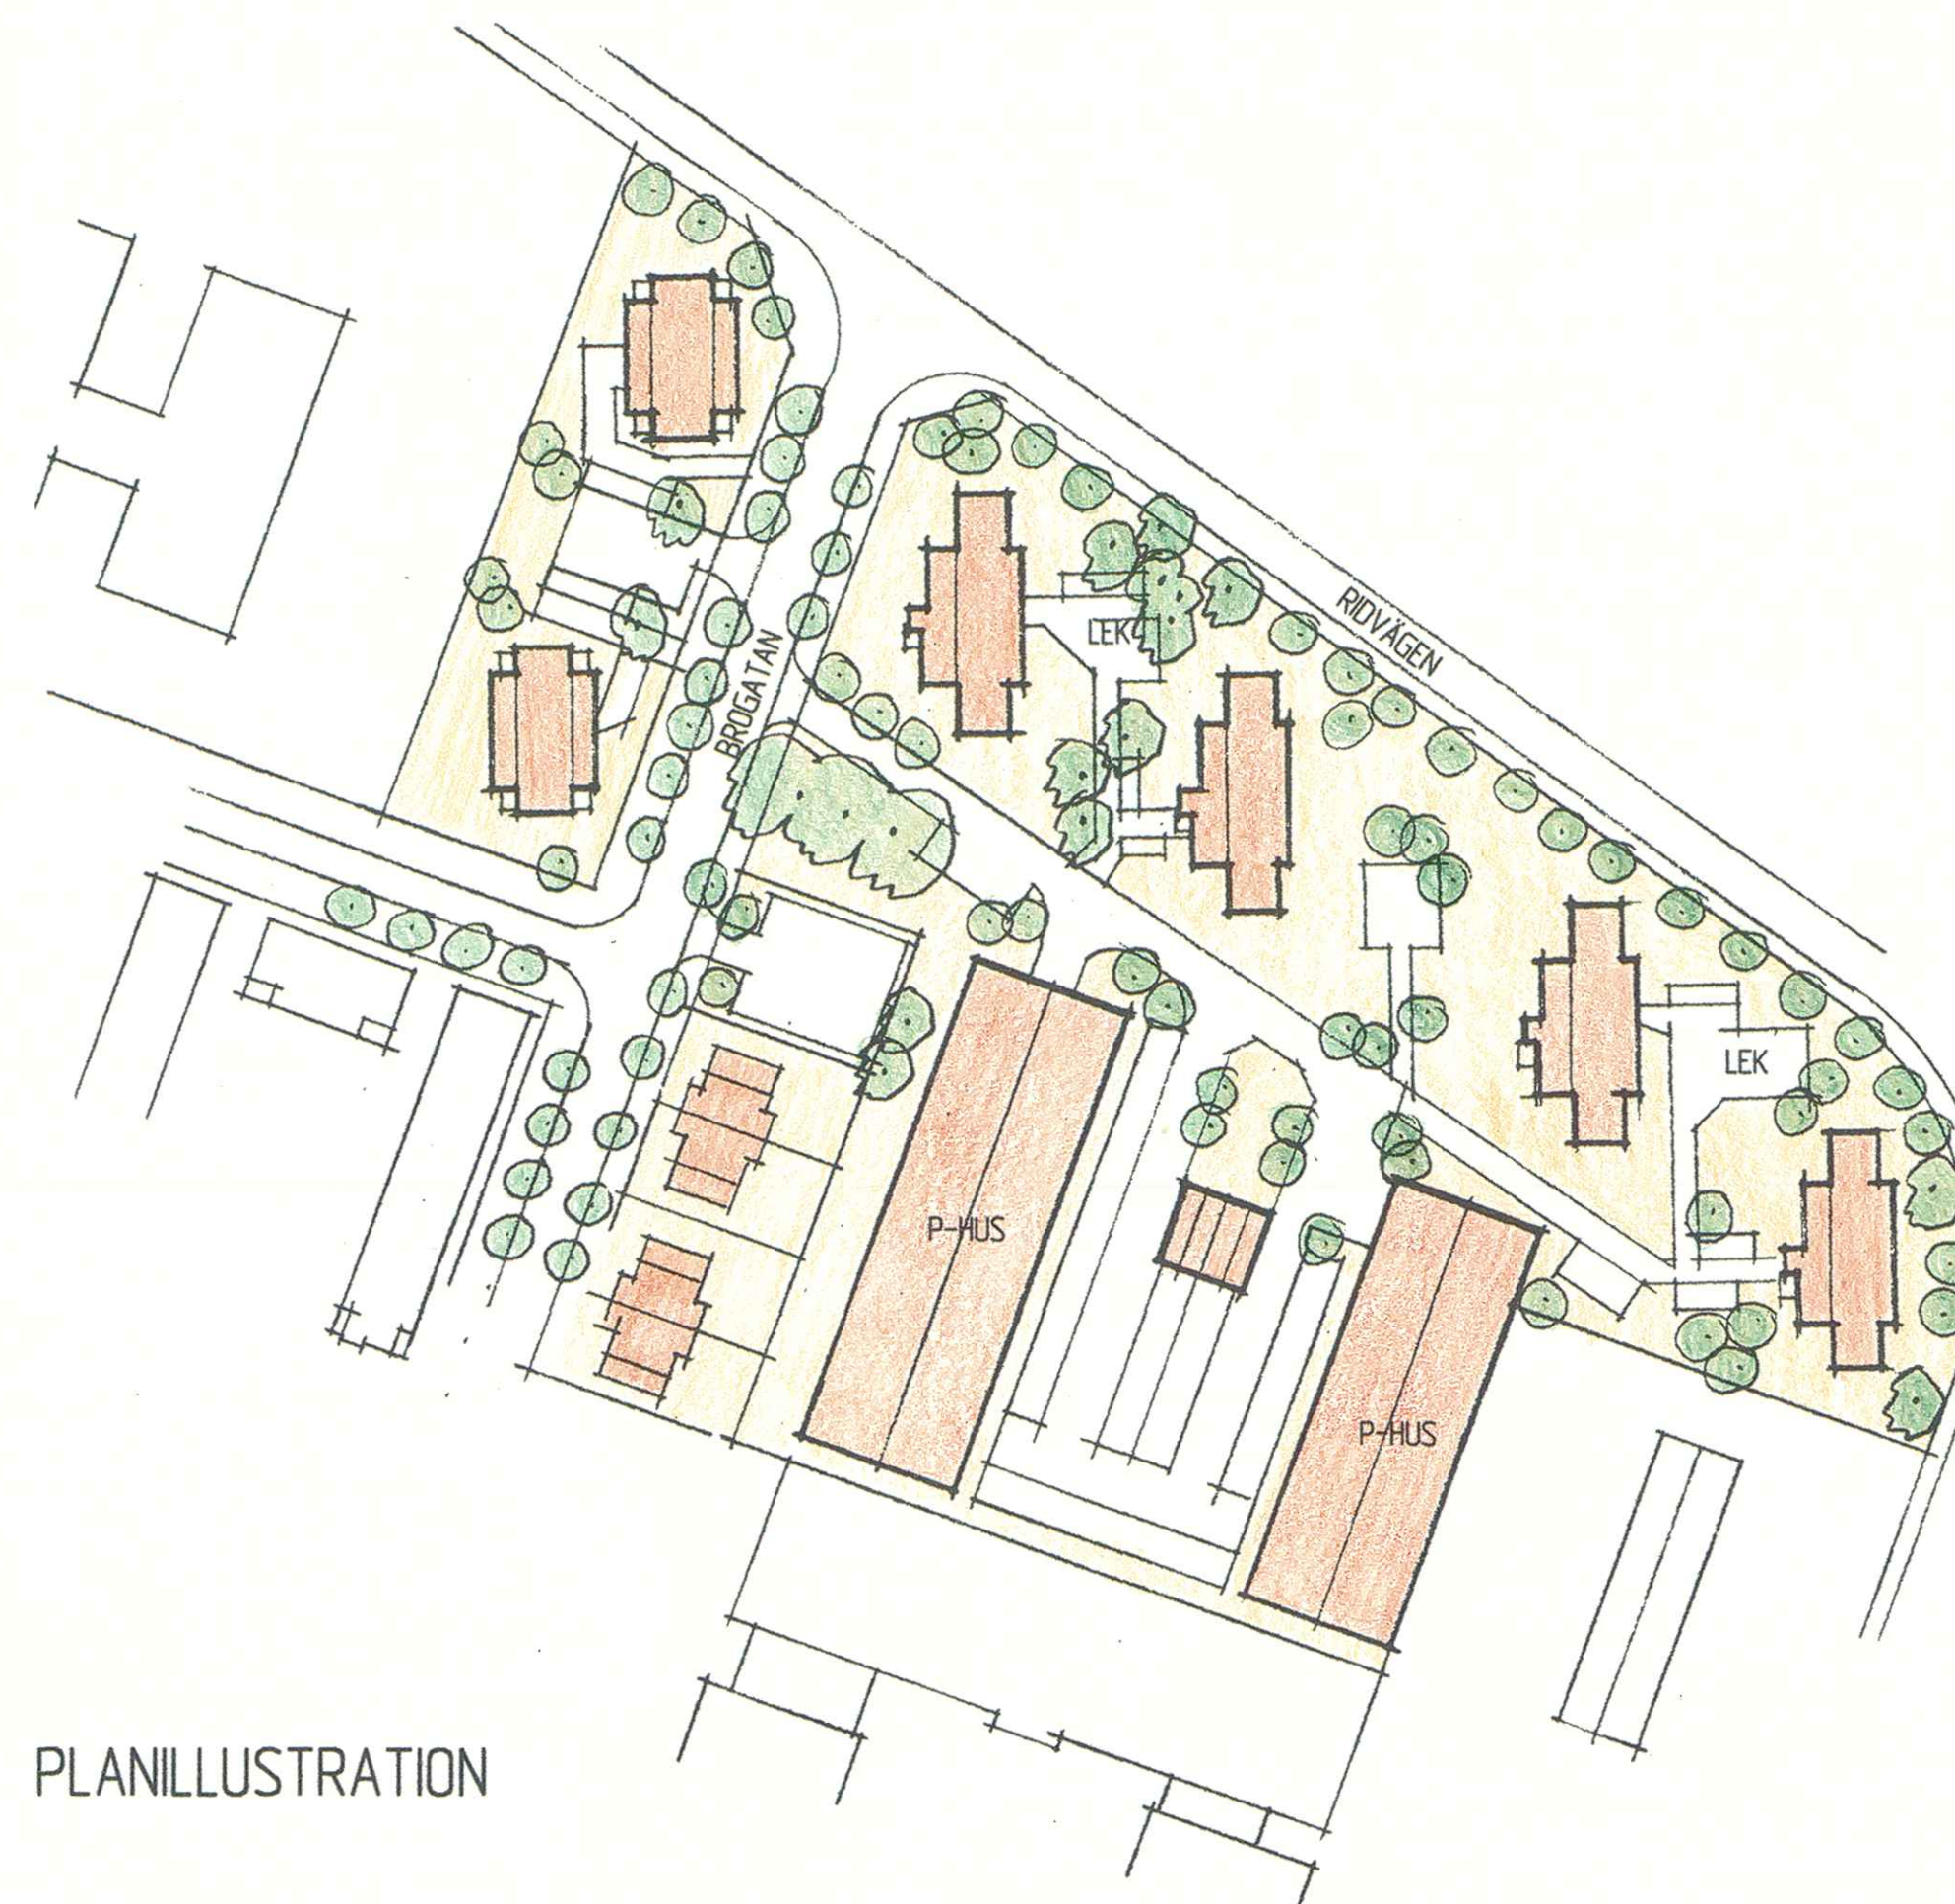 RIDVÄGEN
LEK
BROGATAN
LEK
P-HUS
P-HUS
PLANILLUSTRATION